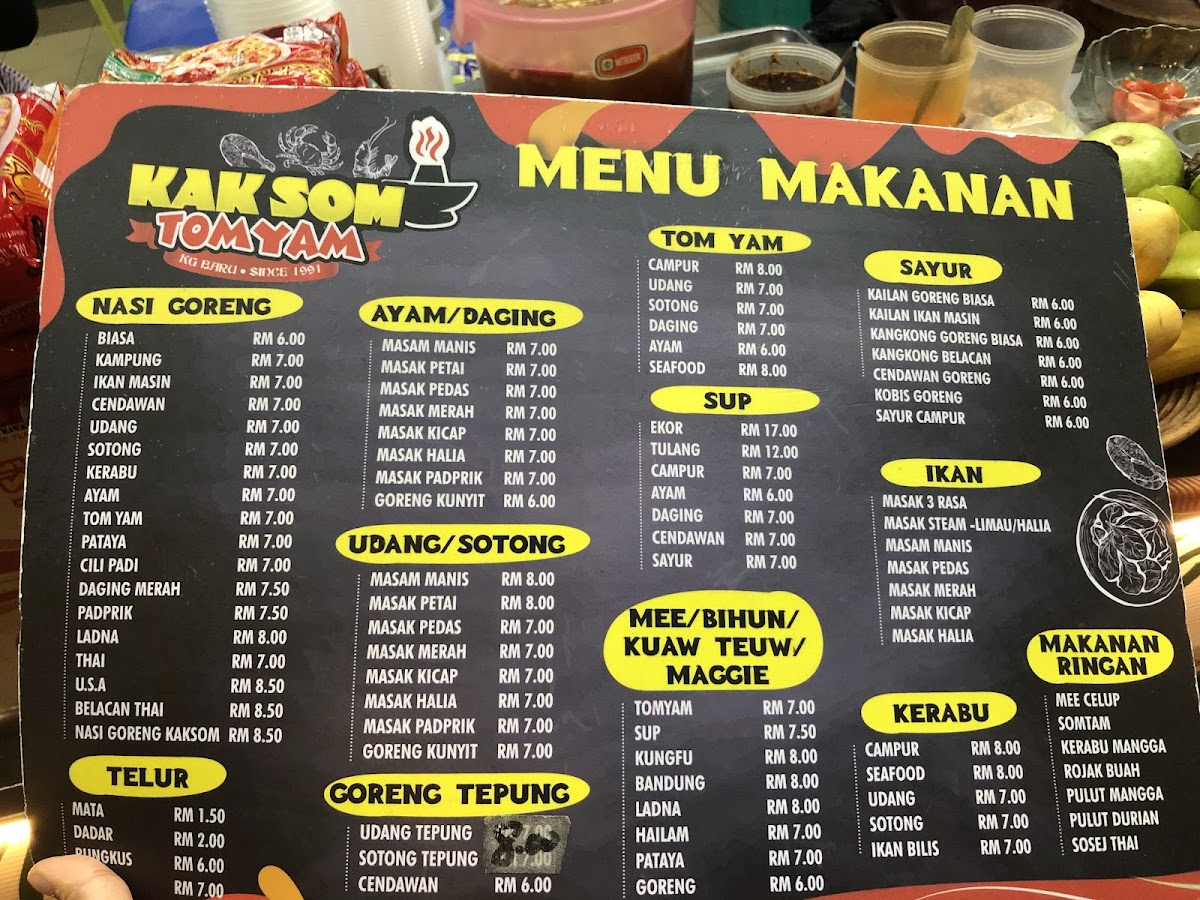 WINNER
KAK SOM
TOMYAM
KG BARU • SINCE 1991
MENU MAKANAN
NASI GORENG
BIASA RM 6.00
KAMPUNG RM 7.00
IKAN MASIN RM 7.00
CENDAWAN RM 7.00
UDANG RM 7.00
SOTONG RM 7.00
KERABU RM 7.00
AYAM RM 7.00
TOM YAM RM 7.00
PATAYA RM 7.00
CILI PADI RM 7.00
DAGING MERAH RM 7.50
PADPRIK RM 7.50
LADNA RM 8.00
THAI RM 7.00
U.S.A RM 8.50
BELACAN THAI RM 8.50
NASI GORENG KAKSOM RM 8.50
TELUR
MATA RM 1.50
DADAR RM 2.00
BUNGKUS RM 6.00
RM 7.00
AYAM/DAGING
MASAM MANIS RM 7.00
MASAK PETAI RM 7.00
MASAK PEDAS RM 7.00
MASAK MERAH RM 7.00
MASAK KICAP RM 7.00
MASAK HALIA RM 7.00
MASAK PADPRIK RM 7.00
GORENG KUNYIT RM 6.00
UDANG/SOTONG
MASAM MANIS RM 8.00
MASAK PETAI RM 8.00
MASAK PEDAS RM 7.00
MASAK MERAH RM 7.00
MASAK KICAP RM 7.00
MASAK HALIA RM 7.00
MASAK PADPRIK RM 7.00
GORENG KUNYIT RM 7.00
GORENG TEPUNG
UDANG TEPUNG 8.00
SOTONG TEPUNG
CENDAWAN RM 6.00
TOM YAM
CAMPUR RM 8.00
UDANG RM 7.00
SOTONG RM 7.00
DAGING RM 7.00
AYAM RM 6.00
SEAFOOD RM 8.00
SUP
EKOR RM 17.00
TULANG RM 12.00
CAMPUR RM 7.00
AYAM RM 6.00
DAGING RM 7.00
CENDAWAN RM 7.00
SAYUR RM 7.00
MEE/BIHUN/
KUAW TEUW/
MAGGIE
TOMYAM RM 7.00
SUP RM 7.50
KUNGFU RM 8.00
BANDUNG RM 8.00
LADNA RM 8.00
HAILAM RM 7.00
PATAYA RM 7.00
GORENG RM 6.00
SAYUR
KAILAN GORENG BIASA RM 6.00
KAILAN IKAN MASIN RM 6.00
KANGKONG GORENG BIASA RM 6.00
KANGKONG BELACAN RM 6.00
CENDAWAN GORENG RM 6.00
KOBIS GORENG RM 6.00
SAYUR CAMPUR RM 6.00
IKAN
MASAK 3 RASA
MASAK STEAM -LIMAU/HALIA
MASAM MANIS
MASAK PEDAS
MASAK MERAH
MASAK KICAP
MASAK HALIA
KERABU
CAMPUR RM 8.00
SEAFOOD RM 8.00
UDANG RM 7.00
SOTONG RM 7.00
IKAN BILIS RM 7.00
MAKANAN
RINGAN
MEE CELUP
SOMTAM
KERABU MANGGA
ROJAK BUAH
PULUT MANGGA
PULUT DURIAN
SOSEJ THAI